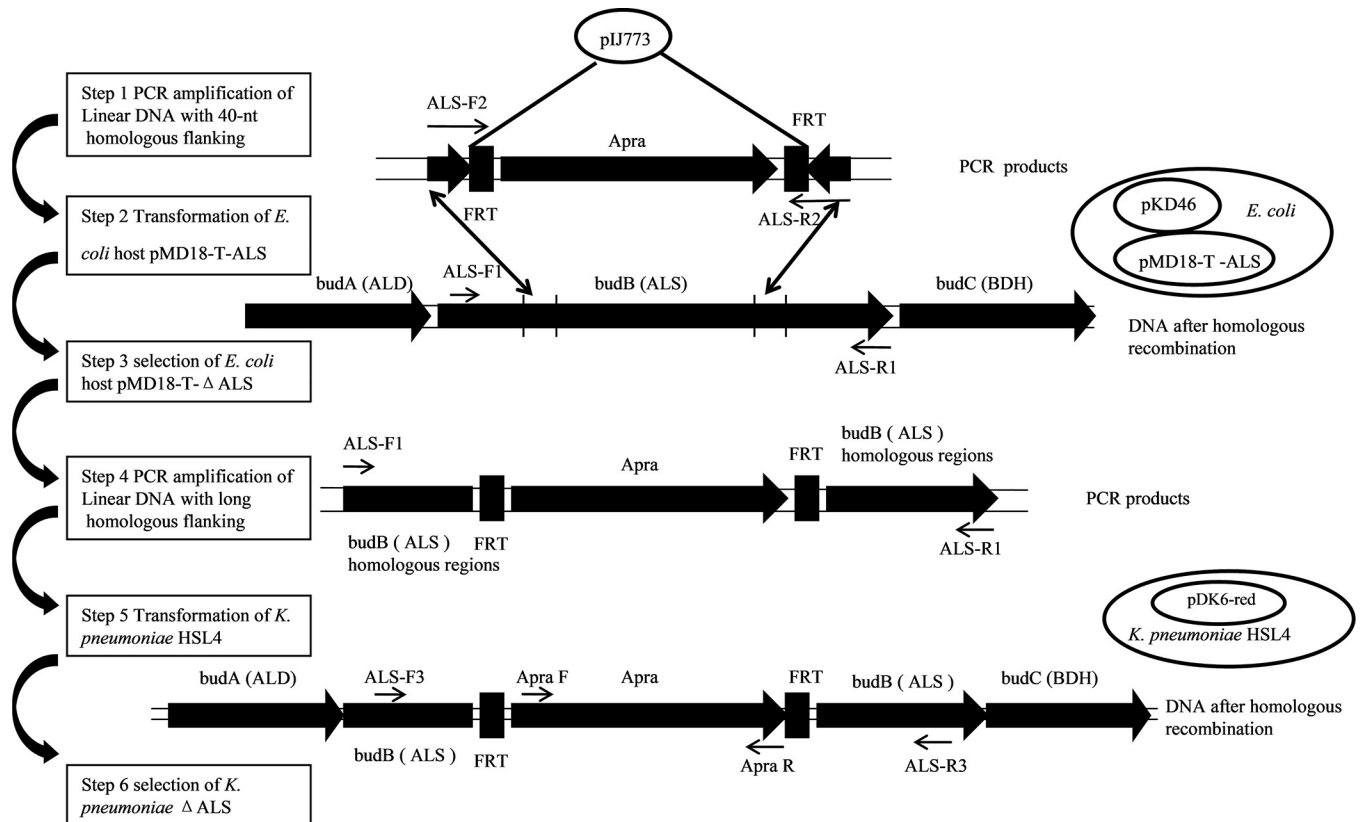 pIJ773
Step 1 PCR amplification of
Linear DNA with 40-nt
homologous flanking
ALS-F2
FRT
Apra
PCR products
FRT
ALS-R2
Step 2 Transformation of E.
coli host pMD18-T-ALS
pKD46
E. coli
pMD18-T -ALS
budA (ALD)
ALS-F1
budB (ALS)
budC (BDH)
ALS-R1
DNA after homologous
recombination
Step 3 selection of E. coli
host pMD18-T- Δ ALS
ALS-F1
Apra
FRT
budB ( ALS )
homologous regions
Step 4 PCR amplification of
Linear DNA with long
homologous flanking
PCR products
budB ( ALS )
homologous regions
FRT
ALS-R1
Step 5 Transformation of K.
pneumoniae HSL4
pDK6-red
K. pneumoniae HSL4
budA (ALD)
ALS-F3
Apra F
Apra
FRT
budB ( ALS )
budC (BDH)
DNA after homologous
recombination
budB ( ALS )
FRT
Apra R
ALS-R3
Step 6 selection of K.
pneumoniae Δ ALS